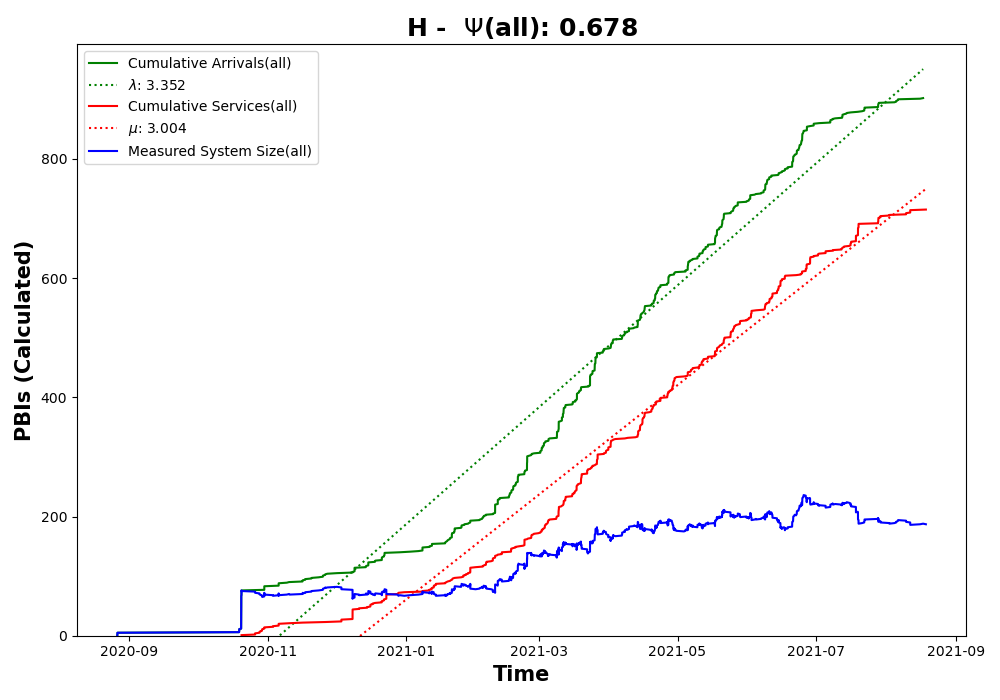 H - Ψ(all): 0.678
Cumulative Arrivals(all)
λ: 3.352
Cumulative Services(all)
μ: 3.004
Measured System Size(all)
PBIs (Calculated)
800
600
400
200
0
2020-09 2020-11 2021-01 2021-03 2021-05 2021-07 2021-09
Time